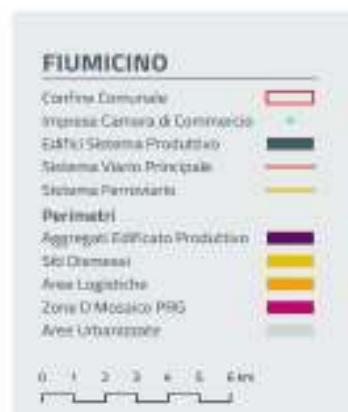 FIUMICINO
Confine Comunale
Imprese Camera di Commercio
Edifici Sistema Produttivo
Sistema Viario Principale
Sistema Ferroviario
Perimetri
Aggregati Edificato Produttivo
Siti Dismessi
Aree Logistiche
Zone D Mosaico PRG
Aree Urbanizzate
0 1 2 3 4 5 6 km